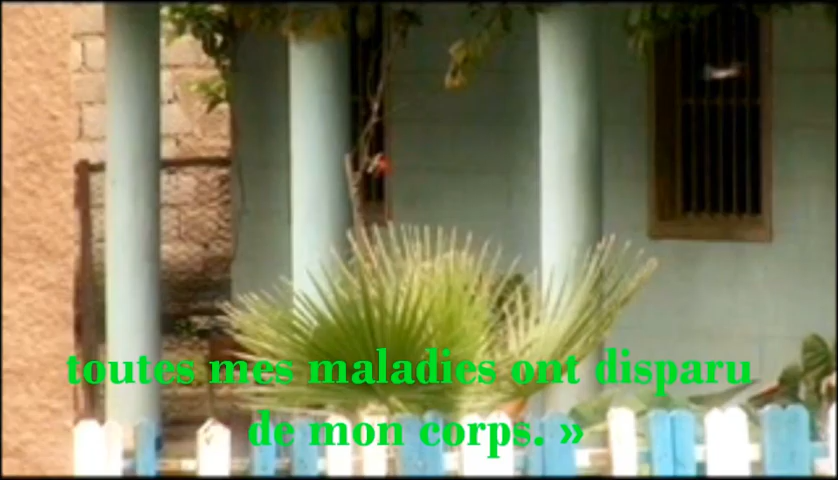 toutes mes maladies ont disparu
de mon corps. »